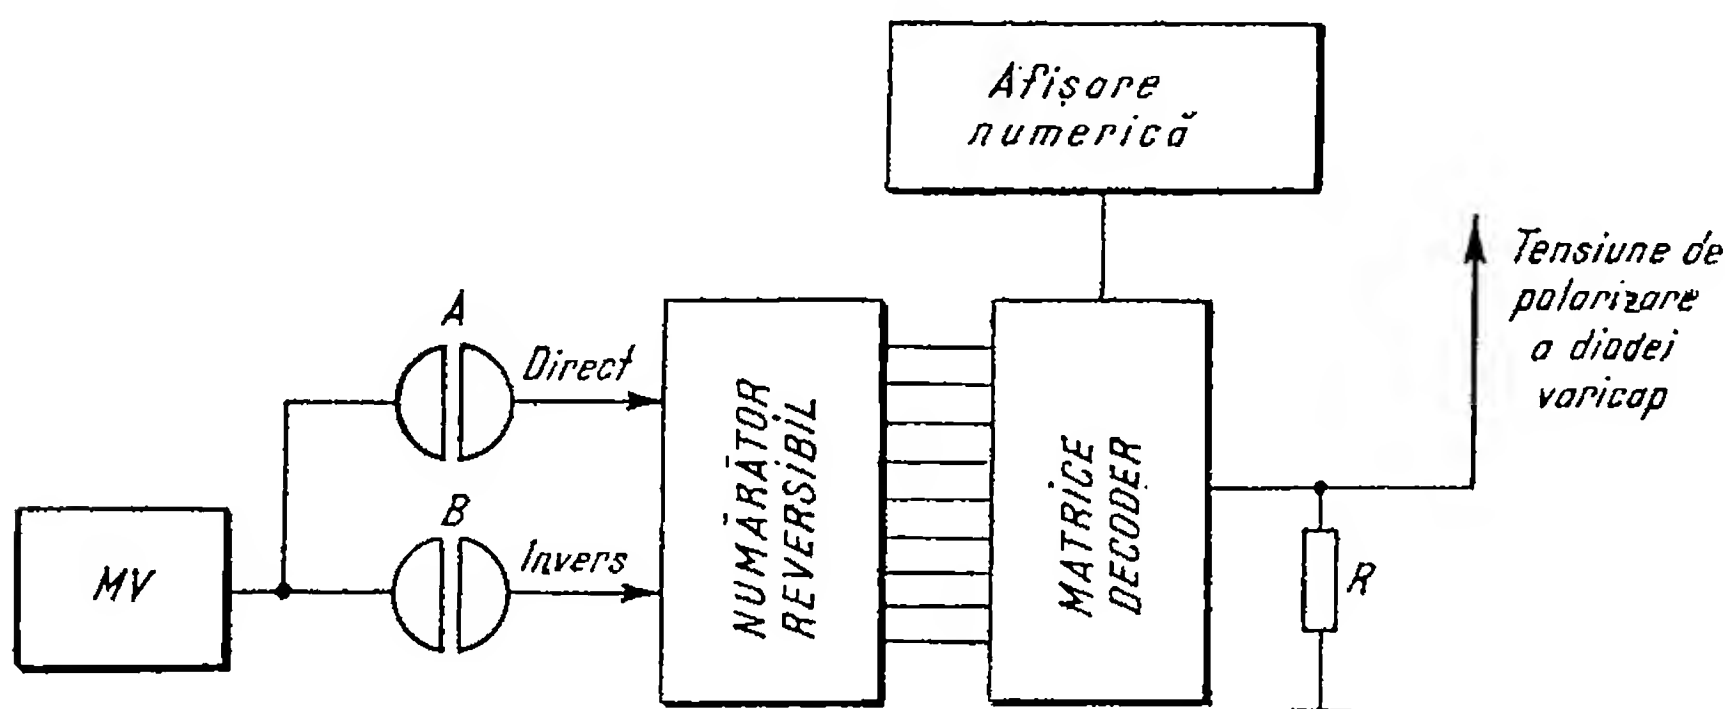 Afișare
numerică
A
Direct
Tensiune de
polarizare
a diodei
varicap
NUMĂRĂTOR
REVERSIBIL
MATRICE
DECODER
B
Invers
MV
R